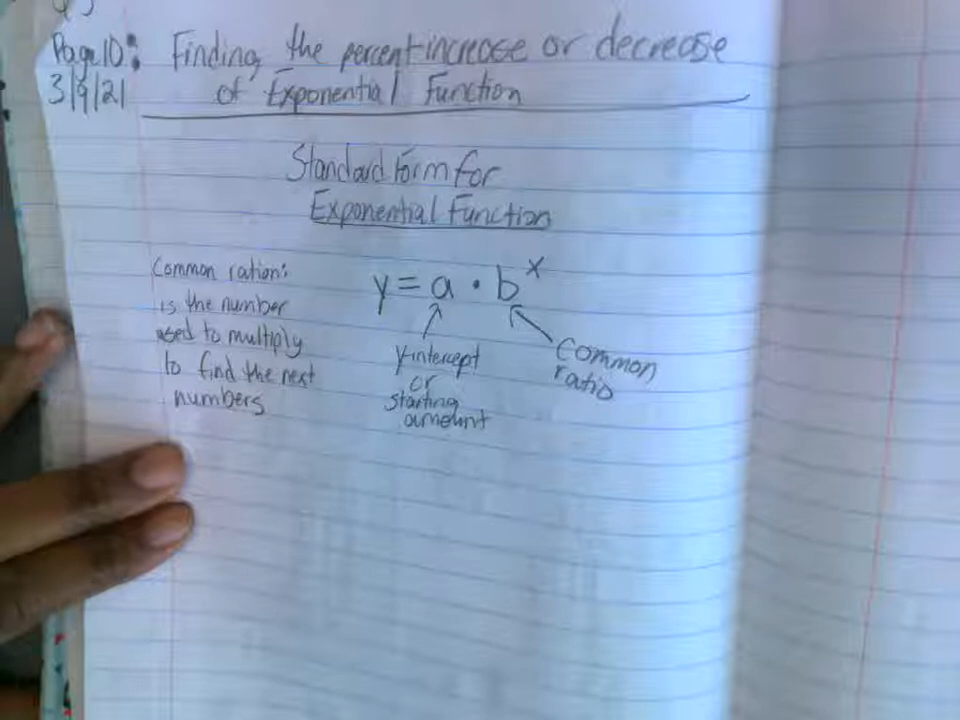 Page 10: Finding the percent increase or decrease
3/9/21 of Exponential Function
Standard form for
Exponential Function
Common ration:
is the number
used to multiply
to find the next
numbers
y = a · b^x
y-intercept
or
starting
amount
common
ratio